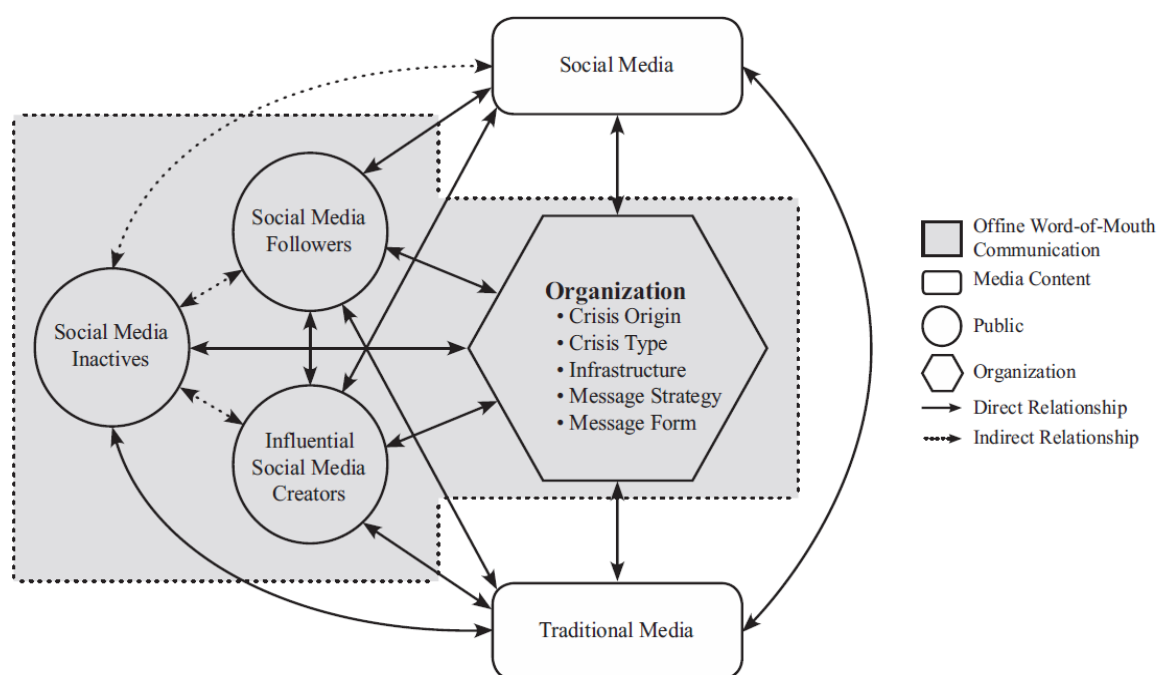 Social Media
Social Media
Followers
Social Media
Inactives
Influential
Social Media
Creators
Organization
• Crisis Origin
• Crisis Type
• Infrastructure
• Message Strategy
• Message Form
Traditional Media
Offine Word-of-Mouth
Communication
Media Content
Public
Organization
Direct Relationship
Indirect Relationship